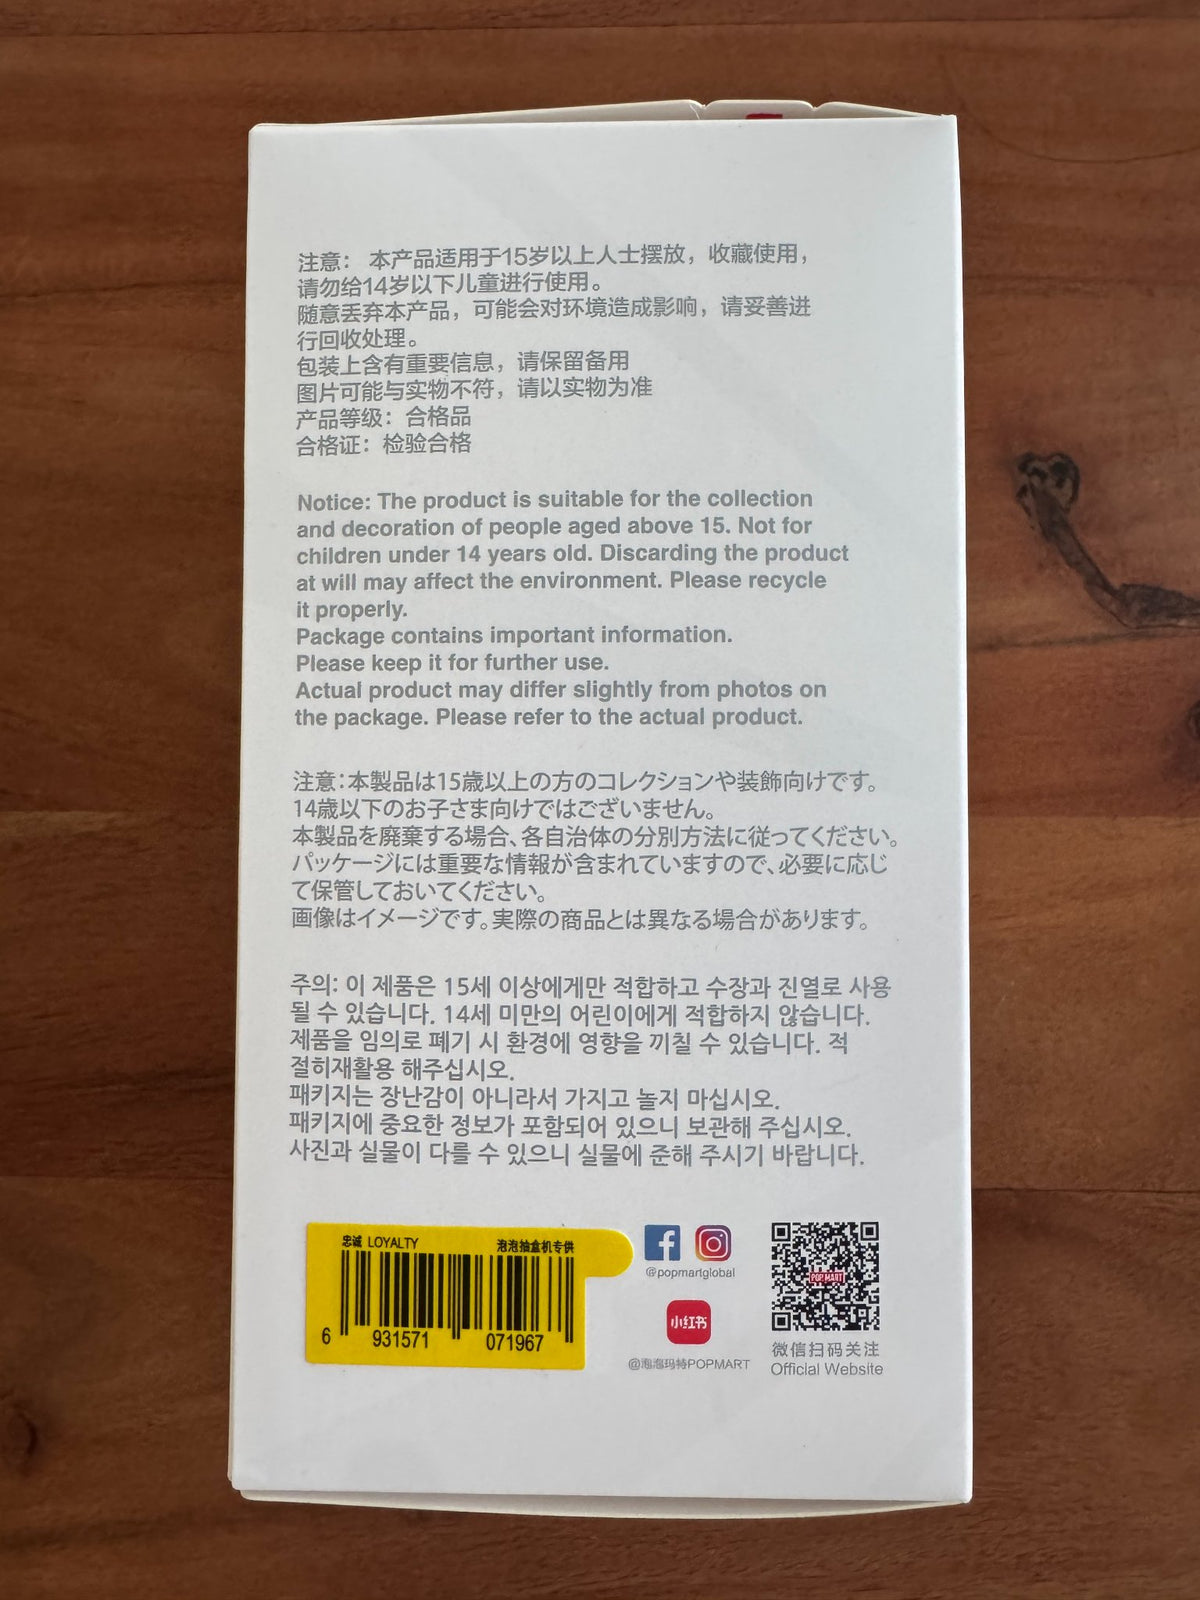 注意： 本产品适用于15岁以上人士摆放，收藏使用，
请勿给14岁以下儿童进行使用。
随意丢弃本产品，可能会对环境造成影响，请妥善进
行回收处理。
包装上含有重要信息，请保留备用
图片可能与实物不符，请以实物为准
产品等级：合格品
合格证：检验合格
Notice: The product is suitable for the collection
and decoration of people aged above 15. Not for
children under 14 years old. Discarding the product
at will may affect the environment. Please recycle
it properly.
Package contains important information.
Please keep it for further use.
Actual product may differ slightly from photos on
the package. Please refer to the actual product.
注意：本製品は15歳以上の方のコレクションや装飾向けです。
14歳以下のお子さま向けではございません。
本製品を廃棄する場合、各自治体の分別方法に従ってください。
パッケージには重要な情報が含まれていますので、必要に応じ
て保管しておいてください。
画像はイメージです。実際の商品とは異なる場合があります。
주의: 이 제품은 15세 이상에게만 적합하고 수장과 진열로 사용
될 수 있습니다. 14세 미만의 어린이에게 적합하지 않습니다.
제품을 임의로 폐기 시 환경에 영향을 끼칠 수 있습니다. 적
절히재활용 해주십시오.
패키지는 장난감이 아니라서 가지고 놀지 마십시오.
패키지에 중요한 정보가 포함되어 있으니 보관해 주십시오.
사진과 실물이 다를 수 있으니 실물에 준해 주시기 바랍니다.
忠诚 LOYALTY 泡泡抽盒机专供
6 931571 071967
@popmartglobal
小红书
@泡泡玛特POPMART
POP MART
微信扫码关注
Official Website